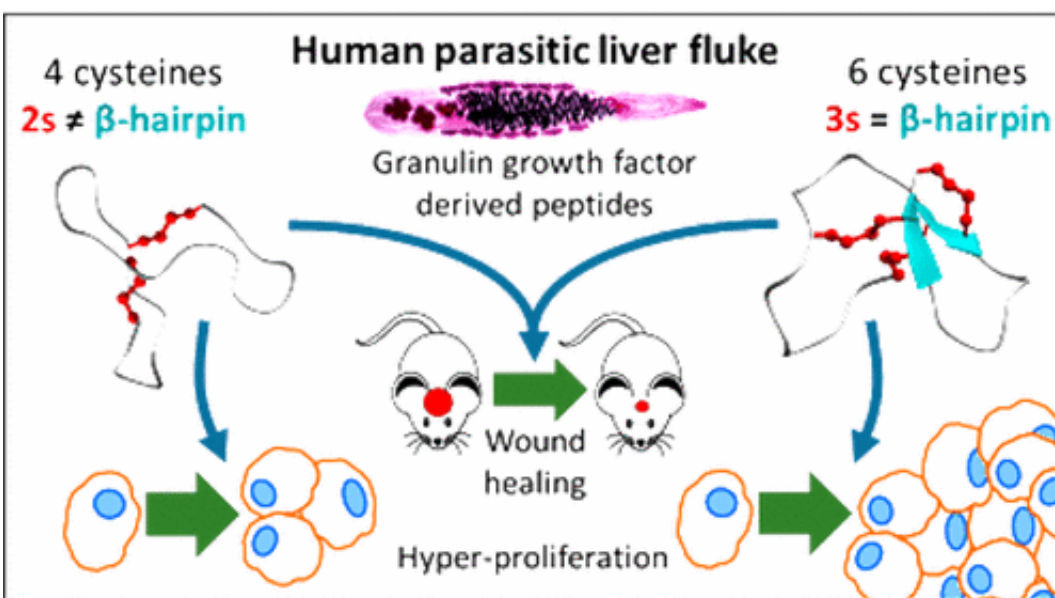 Human parasitic liver fluke
4 cysteines
2s ≠ β-hairpin
6 cysteines
3s = β-hairpin
Granulin growth factor
derived peptides
Wound
healing
Hyper-proliferation